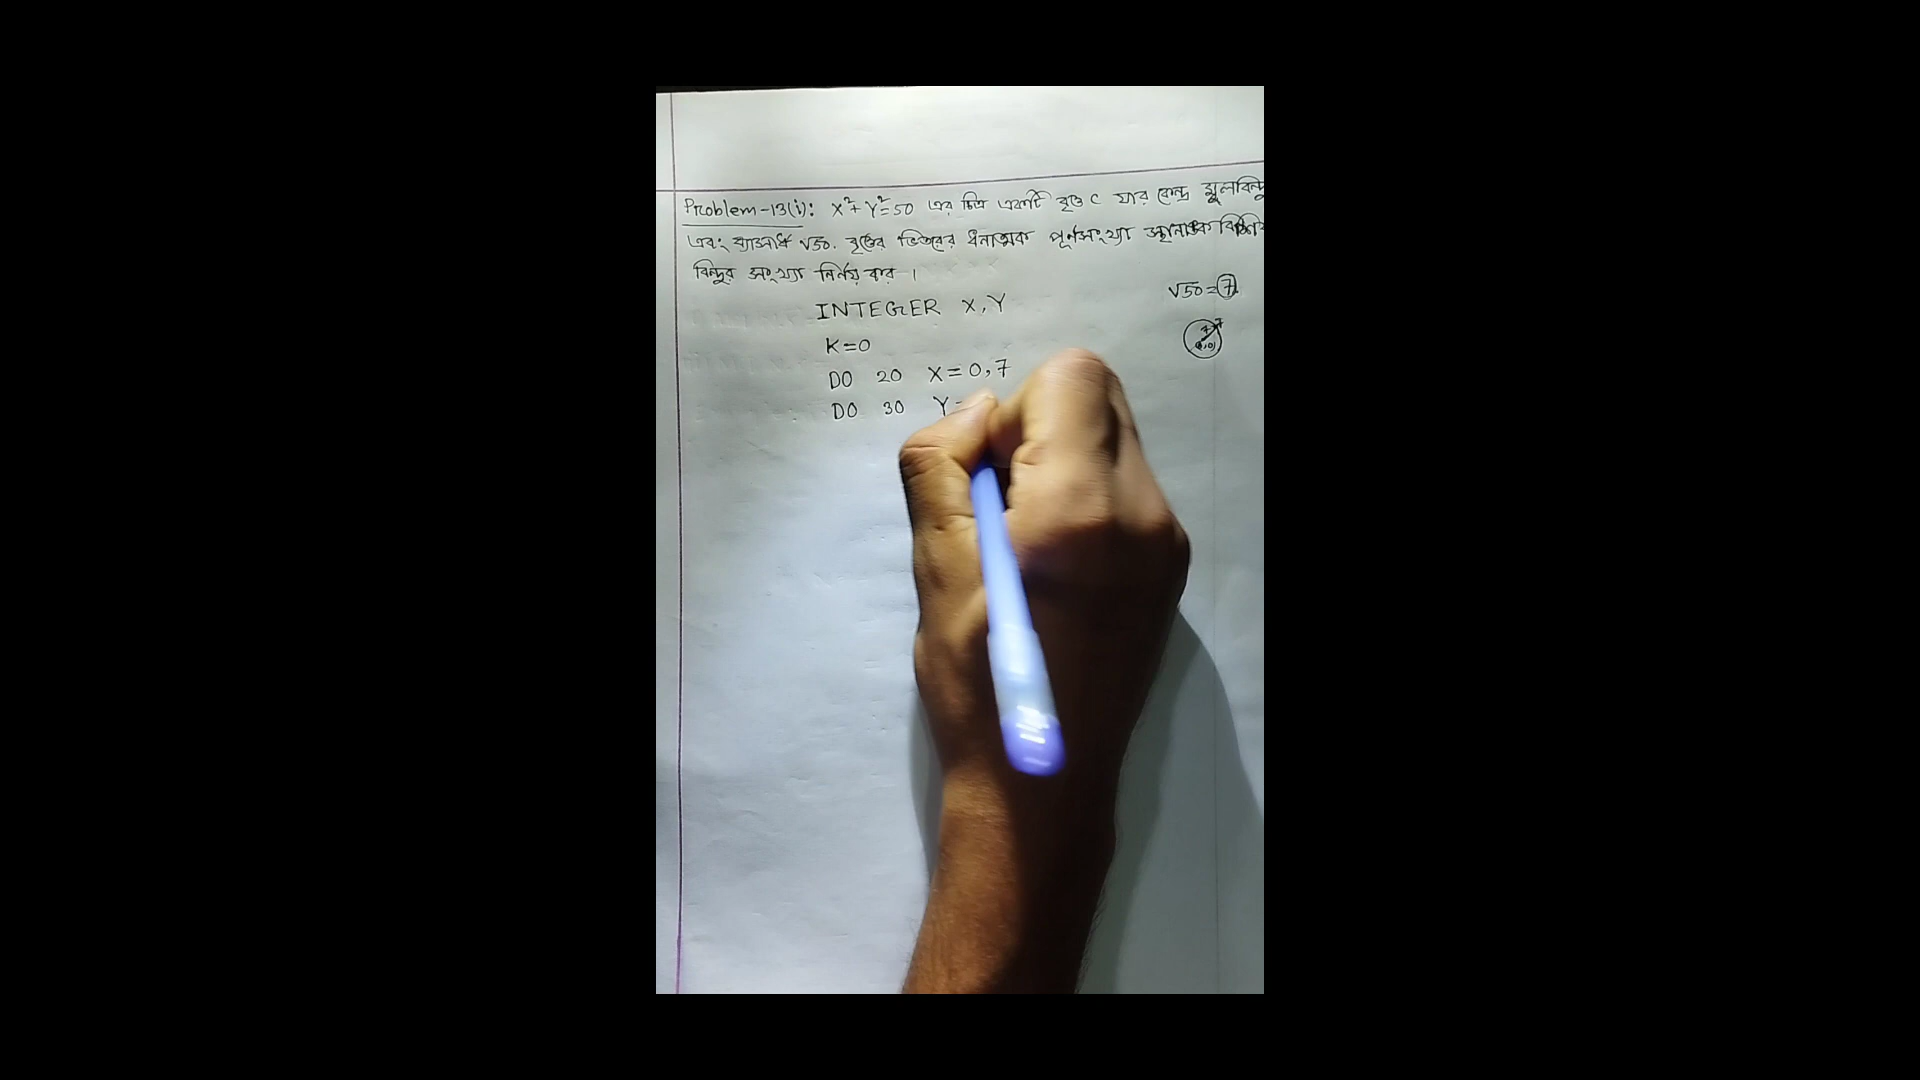 Problem-13(i): X²+Y²=50 এর চিত্র একটি বৃত্ত C যার কেন্দ্র মূলবিন্দু
এবং ব্যাসার্ধ √50. বৃত্তের ভিতরের ধনাত্মক পূর্ণসংখ্যা স্থানাঙ্ক
বিন্দুর সংখ্যা নির্ণয় কর ।
√50=7.
INTEGER X,Y
K=0
DO 20 X=0,7
DO 30 Y=